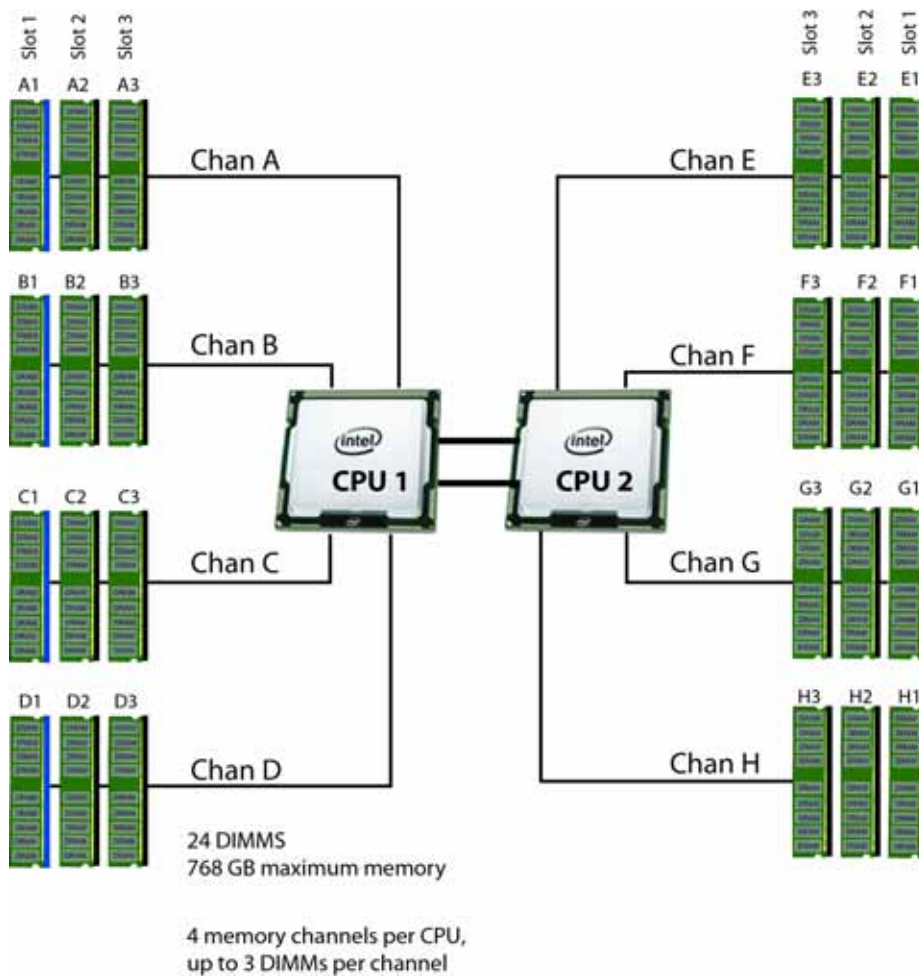 Slot 1 Slot 2 Slot 3
Slot 3 Slot 2 Slot 1
A1 A2 A3
E3 E2 E1
Chan A
Chan E
B1 B2 B3
F3 F2 F1
Chan B
Chan F
intel
CPU 1
intel
CPU 2
C1 C2 C3
G3 G2 G1
Chan C
Chan G
D1 D2 D3
H3 H2 H1
Chan D
Chan H
24 DIMMS
768 GB maximum memory
4 memory channels per CPU,
up to 3 DIMMs per channel